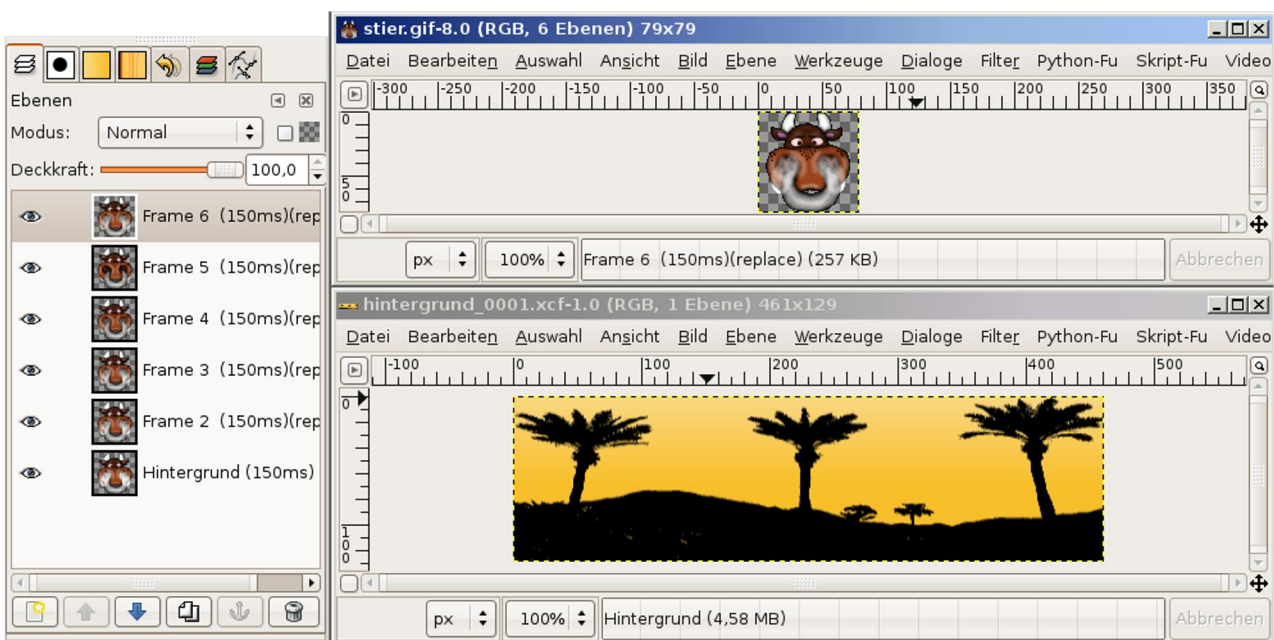 Ebenen
Modus: Normal
Deckkraft: 100,0
Frame 6 (150ms)(rep
Frame 5 (150ms)(rep
Frame 4 (150ms)(rep
Frame 3 (150ms)(rep
Frame 2 (150ms)(rep
Hintergrund (150ms)
stier.gif-8.0 (RGB, 6 Ebenen) 79x79
Datei Bearbeiten Auswahl Ansicht Bild Ebene Werkzeuge Dialoge Filter Python-Fu Skript-Fu Video
-300 -250 -200 -150 -100 -50 0 50 100 150 200 250 300 350
0
50
px 100% Frame 6 (150ms)(replace) (257 KB) Abbrechen
hintergrund_0001.xcf-1.0 (RGB, 1 Ebene) 461x129
Datei Bearbeiten Auswahl Ansicht Bild Ebene Werkzeuge Dialoge Filter Python-Fu Skript-Fu Video
-100 0 100 200 300 400 500
0
100
px 100% Hintergrund (4,58 MB) Abbrechen